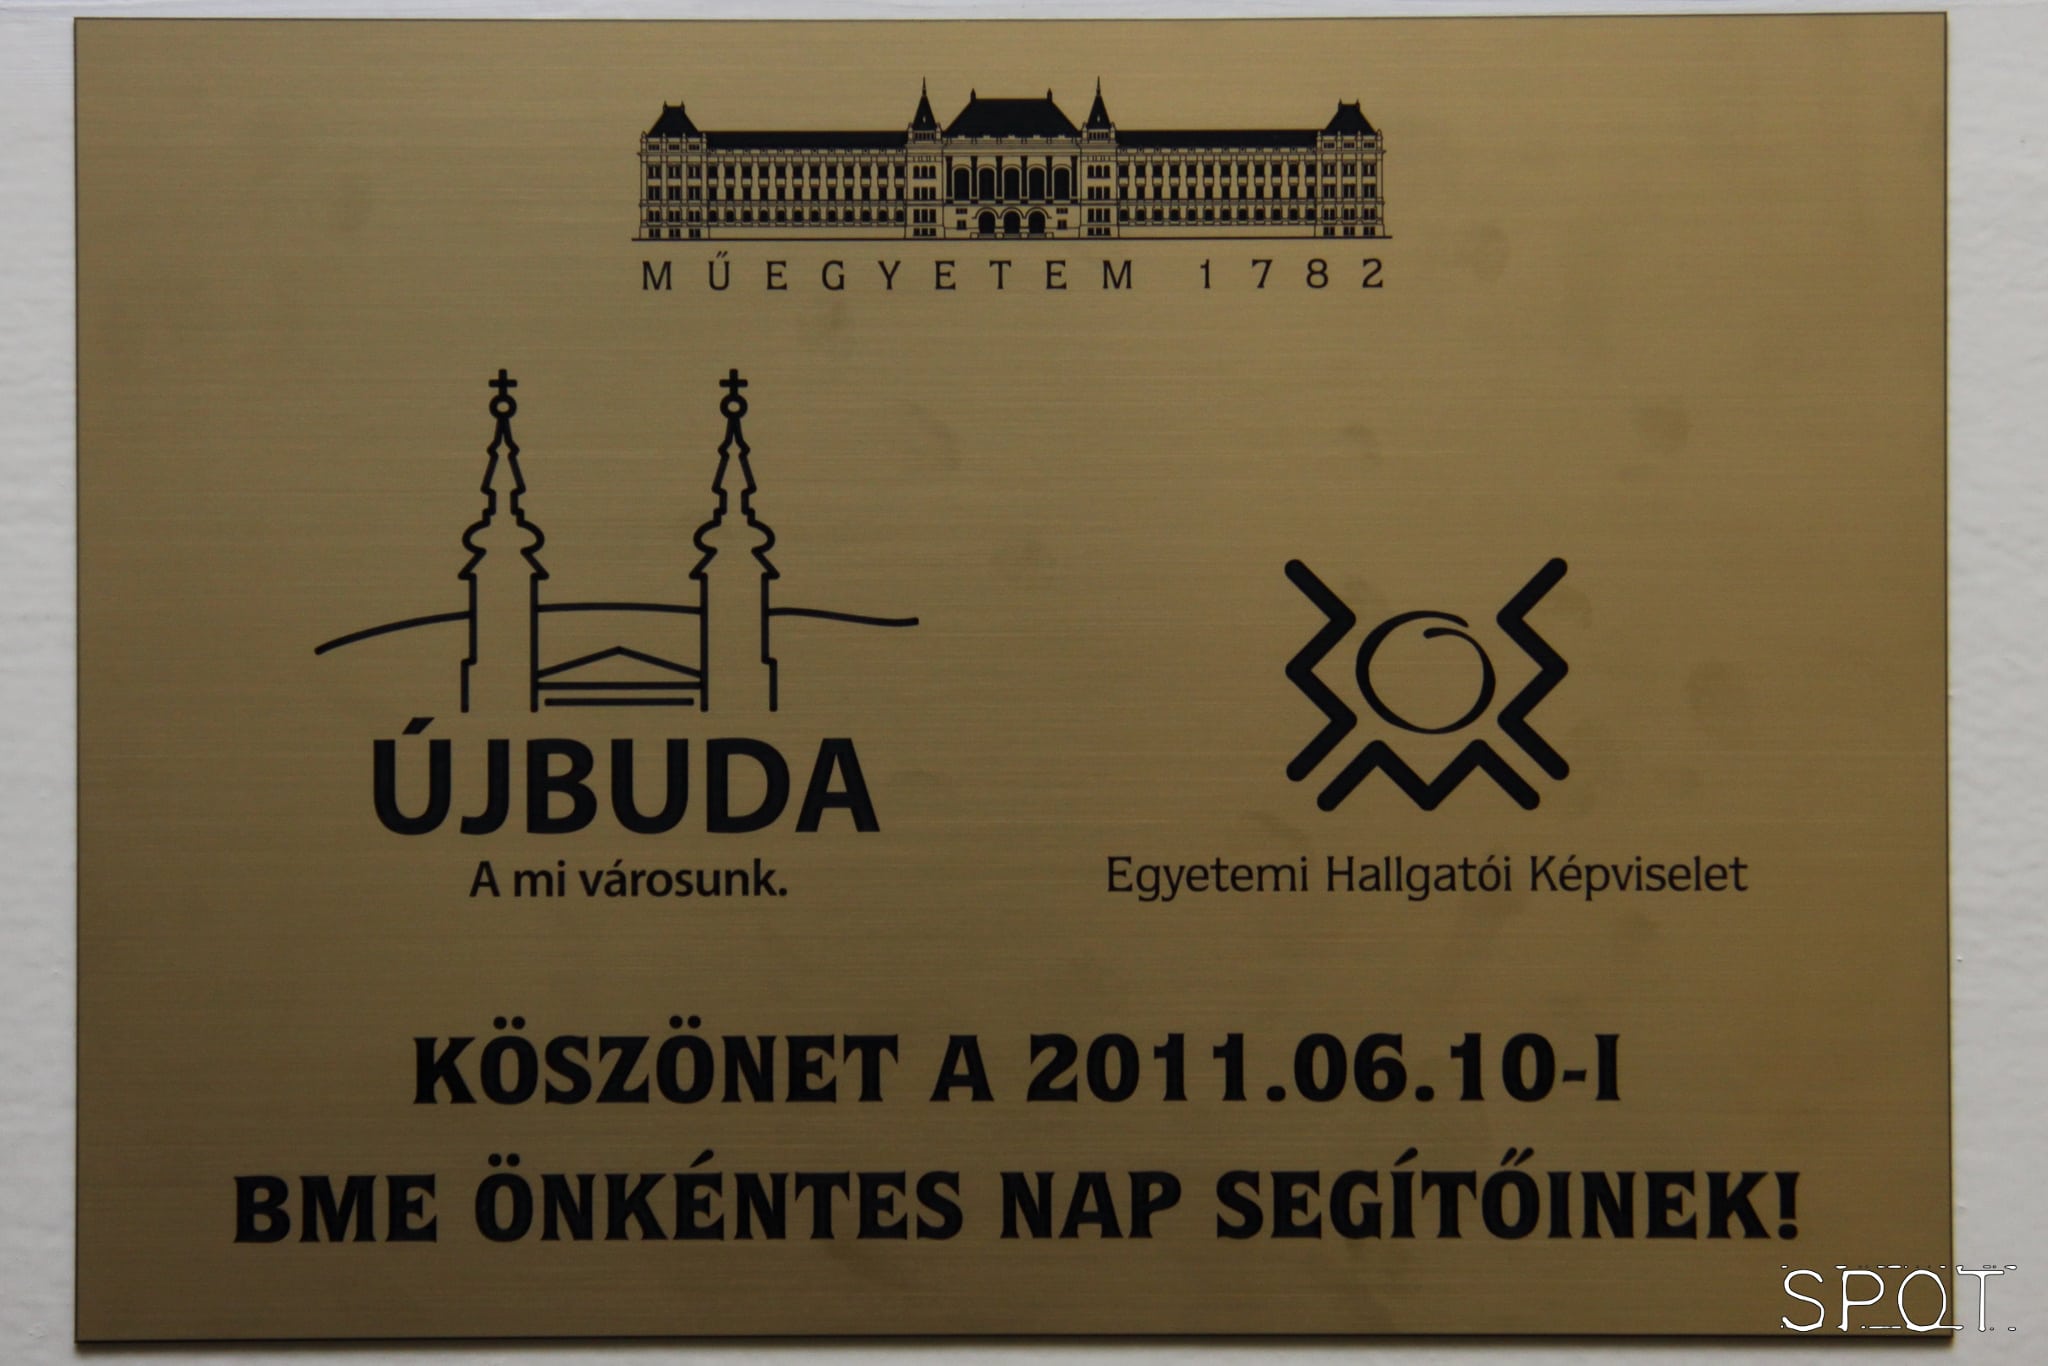 MŰEGYETEM 1782
ÚJBUDA
A mi városunk.
Egyetemi Hallgatói Képviselet
KÖSZÖNET A 2011.06.10-I
BME ÖNKÉNTES NAP SEGÍTŐINEK!
SPOT